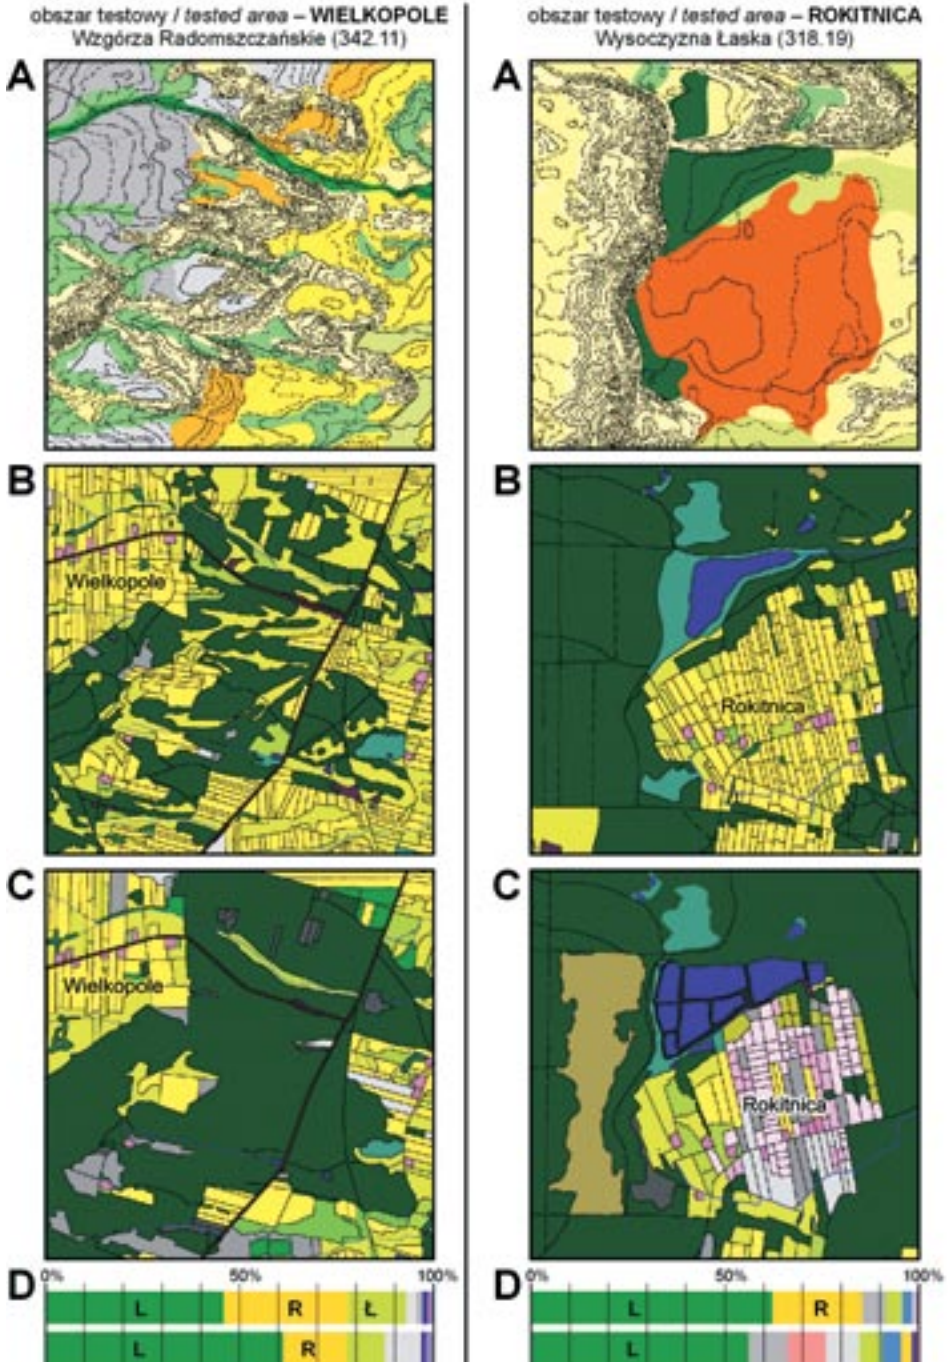 obszar testowy / tested area – WIELKOPOLE
Wzgórza Radomszczańskie (342.11)
A
B
Wielkopole
C
Wielkopole
D
0% 50% 100%
L R Ł
L R
obszar testowy / tested area – ROKITNICA
Wysoczyzna Łaska (318.19)
A
B
Rokitnica
C
Rokitnica
D
0% 50% 100%
L R
L